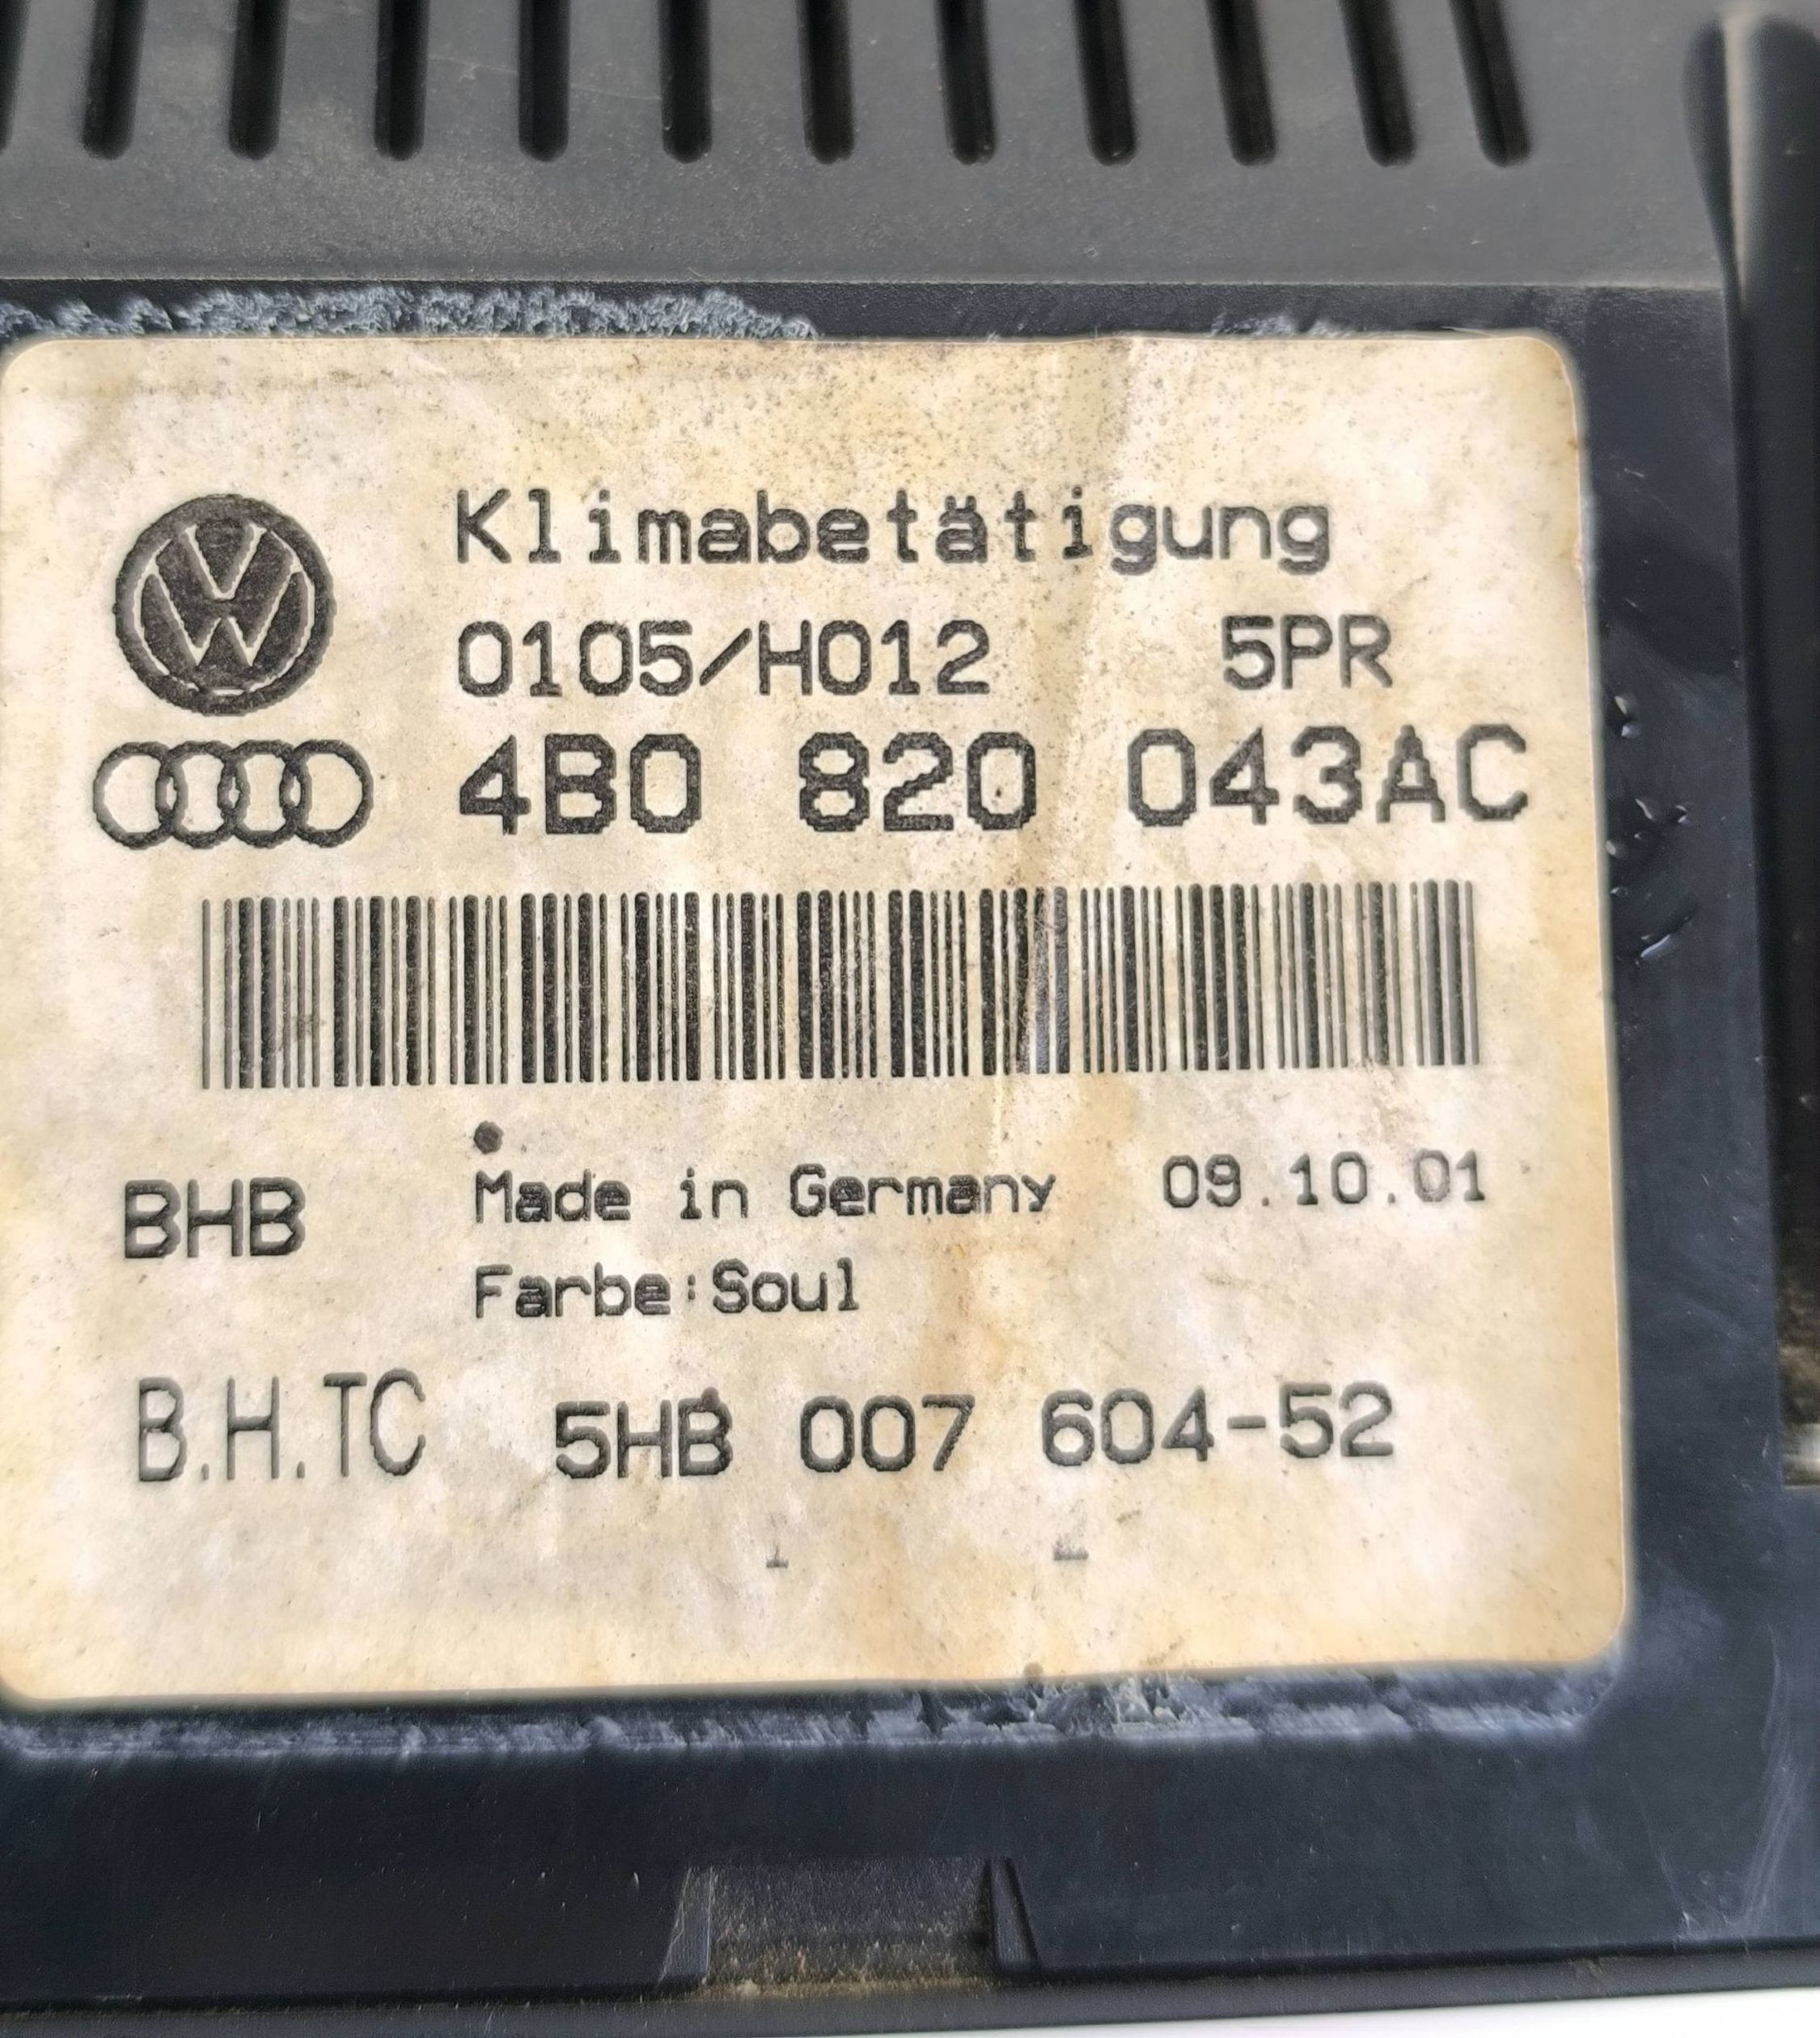 Klimabetätigung
0105/H012 5PR
4B0 820 043AC
BHB Made in Germany 09.10.01
Farbe:Soul
B.H.TC 5HB 007 604-52